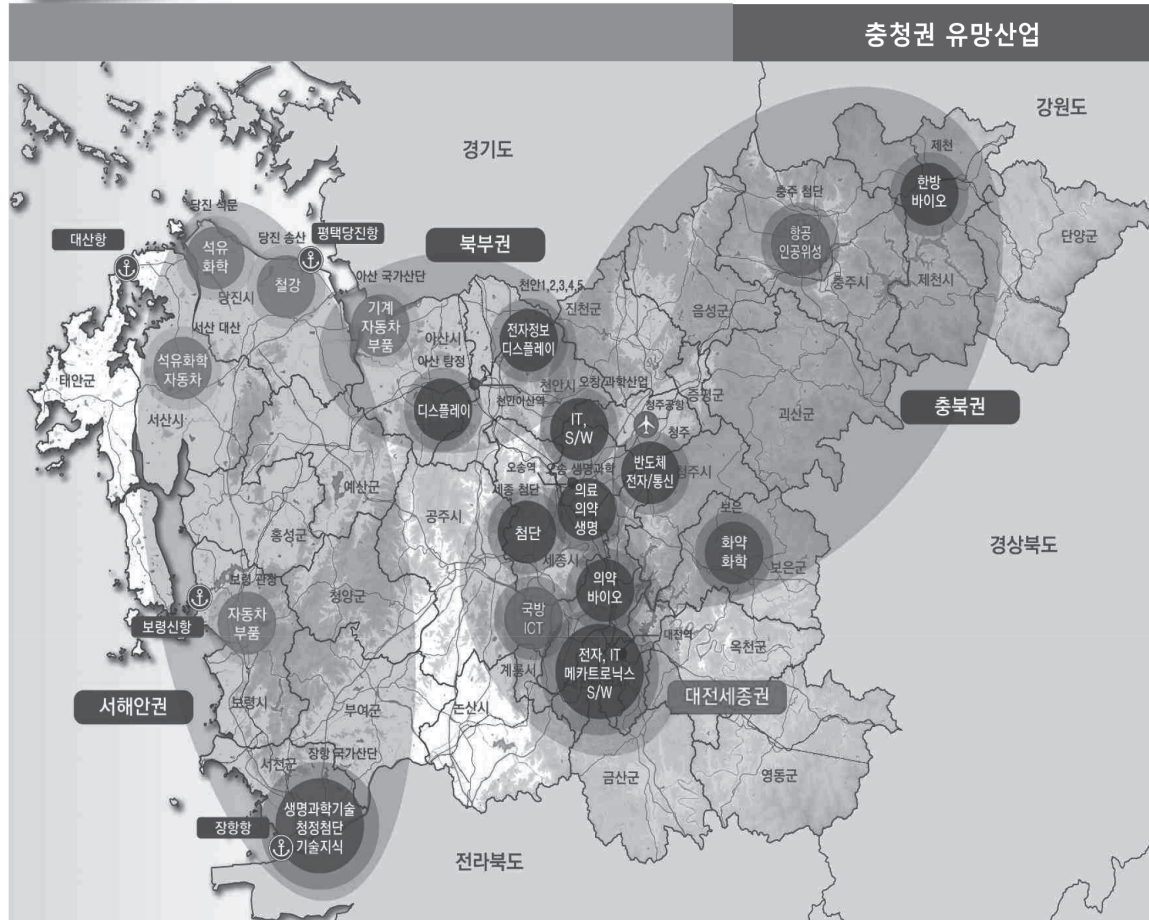 충청권 유망산업
강원도
경기도
제천
한방
바이오
충주 첨단
항공
인공위성
단양군
충주시
제천시
당진 석문
대산항
석유
화학
당진 송산
평택당진항
북부권
철강
당진시
아산 국가산단
천안1,2,3,4,5
진천군
음성군
서산 대산
기계
자동차
부품
아산시
전자정보
디스플레이
석유화학
자동차
태안군
아산 탕정
천안시
오창/과학산업
증평군
괴산군
충북권
디스플레이
천안아산역
IT,
S/W
청주공항
청주
서산시
오송역
오송 생명과학
반도체
전자/통신
청주시
예산군
세종 첨단
의료
의약
생명
공주시
보은
홍성군
첨단
화약
화학
경상북도
세종시
보은군
보령 관창
청양군
의약
바이오
보령신항
자동차
부품
국방
ICT
대전역
옥천군
계룡시
전자, IT
메카트로닉스
S/W
대전세종권
서해안권
보령시
부여군
논산시
서천군
장항 국가산단
금산군
영동군
생명과학기술
청정첨단
기술지식
장항항
전라북도